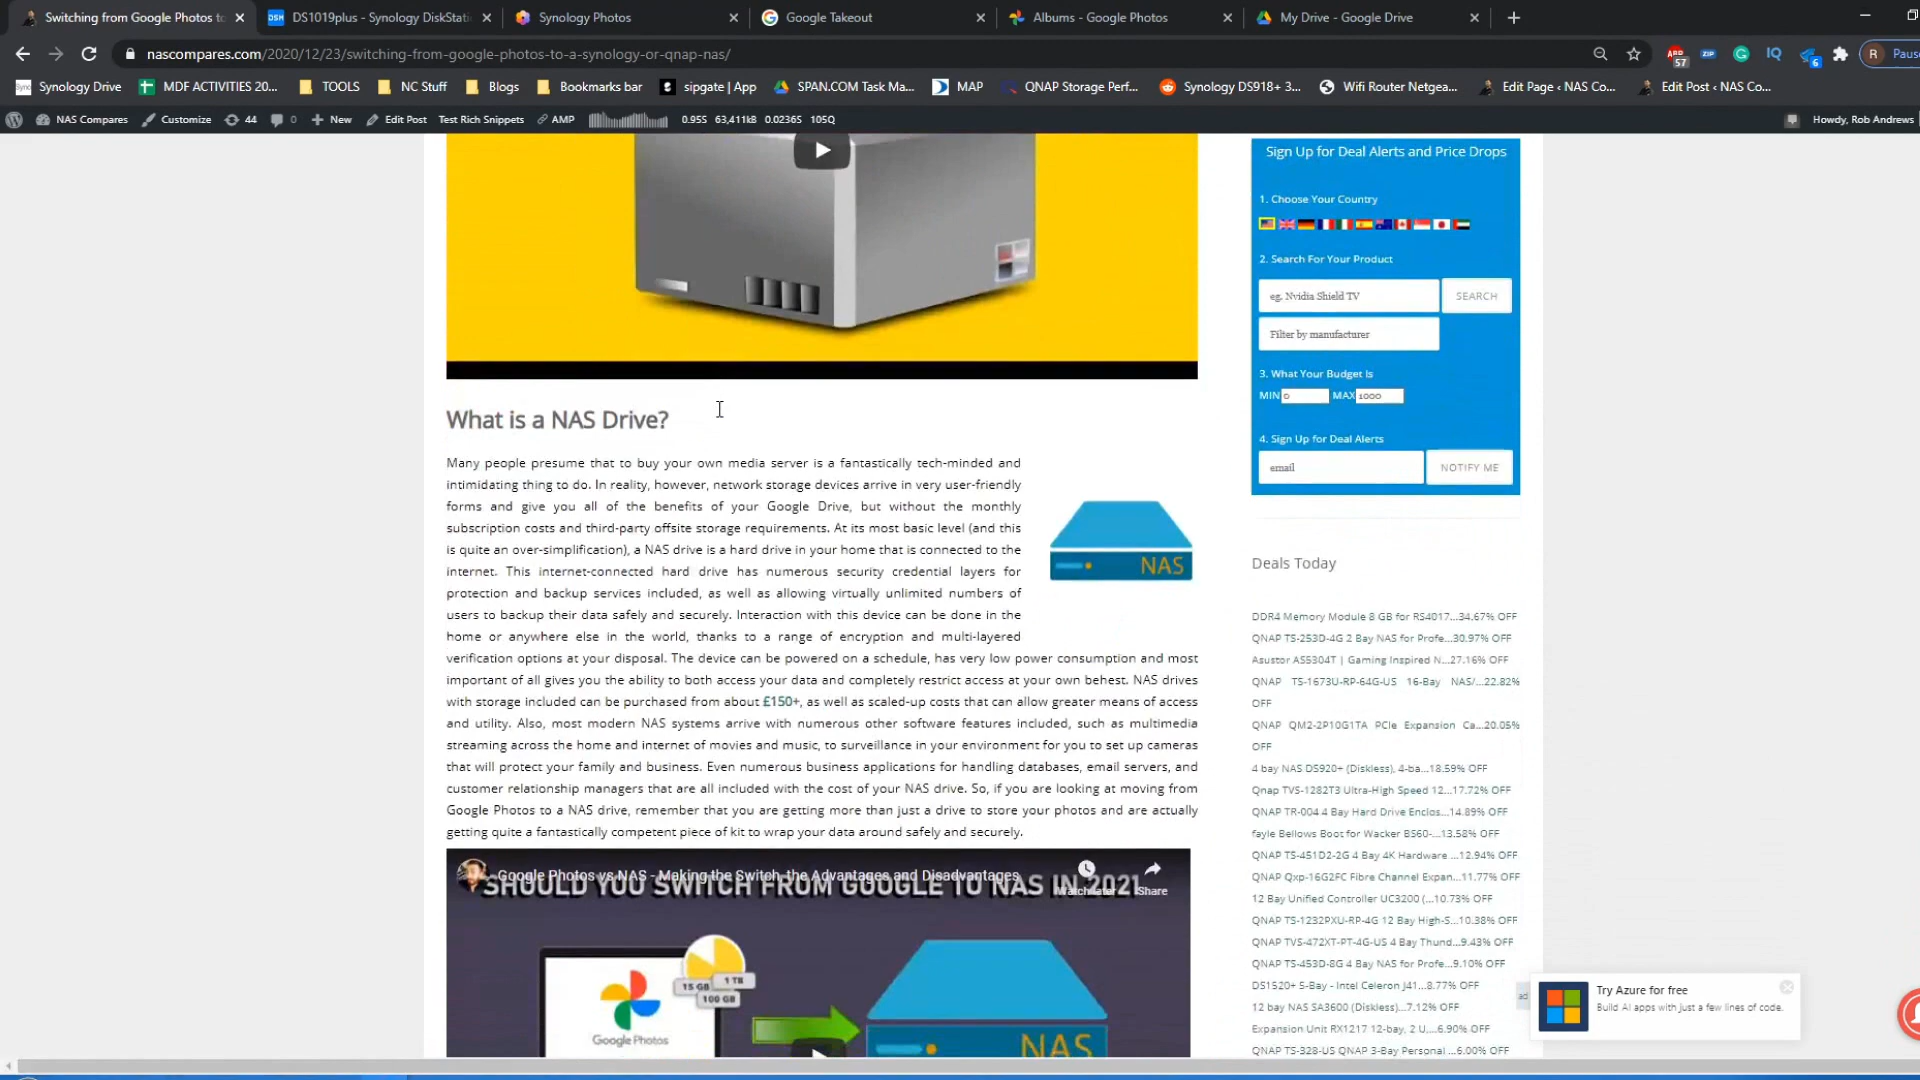 Switching from Google Photos to
DS1019plus - Synology DiskStati
Synology Photos
Google Takeout
Albums - Google Photos
My Drive - Google Drive
nascompares.com/2020/12/23/switching-from-google-photos-to-a-synology-or-qnap-nas/
ABP
57
ZIP
IQ
6
R
Paus
Synology Drive
MDF ACTIVITIES 20...
TOOLS
NC Stuff
Blogs
Bookmarks bar
sipgate | App
SPAN.COM Task Ma...
MAP
QNAP Storage Perf...
Synology DS918+ 3...
Wifi Router Netgea...
Edit Page ‹ NAS Co...
Edit Post ‹ NAS Co...
NAS Compares
Customize
44
0
New
Edit Post
Test Rich Snippets
AMP
0.95S 63,411kB 0.0236S 105Q
Howdy, Rob Andrews
What is a NAS Drive?
Many people presume that to buy your own media server is a fantastically tech-minded and
intimidating thing to do. In reality, however, network storage devices arrive in very user-friendly
forms and give you all of the benefits of your Google Drive, but without the monthly
subscription costs and third-party offsite storage requirements. At its most basic level (and this
is quite an over-simplification), a NAS drive is a hard drive in your home that is connected to the
internet. This internet-connected hard drive has numerous security credential layers for
protection and backup services included, as well as allowing virtually unlimited numbers of
users to backup their data safely and securely. Interaction with this device can be done in the
home or anywhere else in the world, thanks to a range of encryption and multi-layered
verification options at your disposal. The device can be powered on a schedule, has very low power consumption and most
important of all gives you the ability to both access your data and completely restrict access at your own behest. NAS drives
with storage included can be purchased from about £150+, as well as scaled-up costs that can allow greater means of access
and utility. Also, most modern NAS systems arrive with numerous other software features included, such as multimedia
streaming across the home and internet of movies and music, to surveillance in your environment for you to set up cameras
that will protect your family and business. Even numerous business applications for handling databases, email servers, and
customer relationship managers that are all included with the cost of your NAS drive. So, if you are looking at moving from
Google Photos to a NAS drive, remember that you are getting more than just a drive to store your photos and are actually
getting quite a fantastically competent piece of kit to wrap your data around safely and securely.
NAS
Google Photos vs NAS - Making the Switch, the Advantages and Disadvantages
SHOULD YOU SWITCH FROM GOOGLE TO NAS IN 2021
Watch later
Share
15 GB
1 TB
100 GB
Google Photos
NAS
Sign Up for Deal Alerts and Price Drops
1. Choose Your Country
2. Search For Your Product
eg. Nvidia Shield TV
SEARCH
Filter by manufacturer
3. What Your Budget Is
MIN 0 MAX 1000
4. Sign Up for Deal Alerts
email
NOTIFY ME
Deals Today
DDR4 Memory Module 8 GB for RS4017...34.67% OFF
QNAP TS-253D-4G 2 Bay NAS for Profe...30.97% OFF
Asustor AS5304T | Gaming Inspired N...27.16% OFF
QNAP TS-1673U-RP-64G-US 16-Bay NAS/...22.82%
OFF
QNAP QM2-2P10G1TA PCIe Expansion Ca...20.05%
OFF
4 bay NAS DS920+ (Diskless), 4-ba...18.59% OFF
Qnap TVS-1282T3 Ultra-High Speed 12...17.72% OFF
QNAP TR-004 4 Bay Hard Drive Enclos...14.89% OFF
fayle Bellows Boot for Wacker BS60-...13.58% OFF
QNAP TS-451D2-2G 4 Bay 4K Hardware ...12.94% OFF
QNAP Qxp-16G2FC Fibre Channel Expan...11.77% OFF
12 Bay Unified Controller UC3200 (...10.73% OFF
QNAP TS-1232PXU-RP-4G 12 Bay High-S...10.38% OFF
QNAP TVS-472XT-PT-4G-US 4 Bay Thund...9.43% OFF
QNAP TS-453D-8G 4 Bay NAS for Profe...9.10% OFF
DS1520+ 5-Bay - Intel Celeron J41...8.77% OFF
12 bay NAS SA3600 (Diskless)...7.12% OFF
Expansion Unit RX1217 12-bay, 2 U,...6.90% OFF
QNAP TS-328-US QNAP 3-Bay Personal ...6.00% OFF
ad
Try Azure for free
Build AI apps with just a few lines of code.